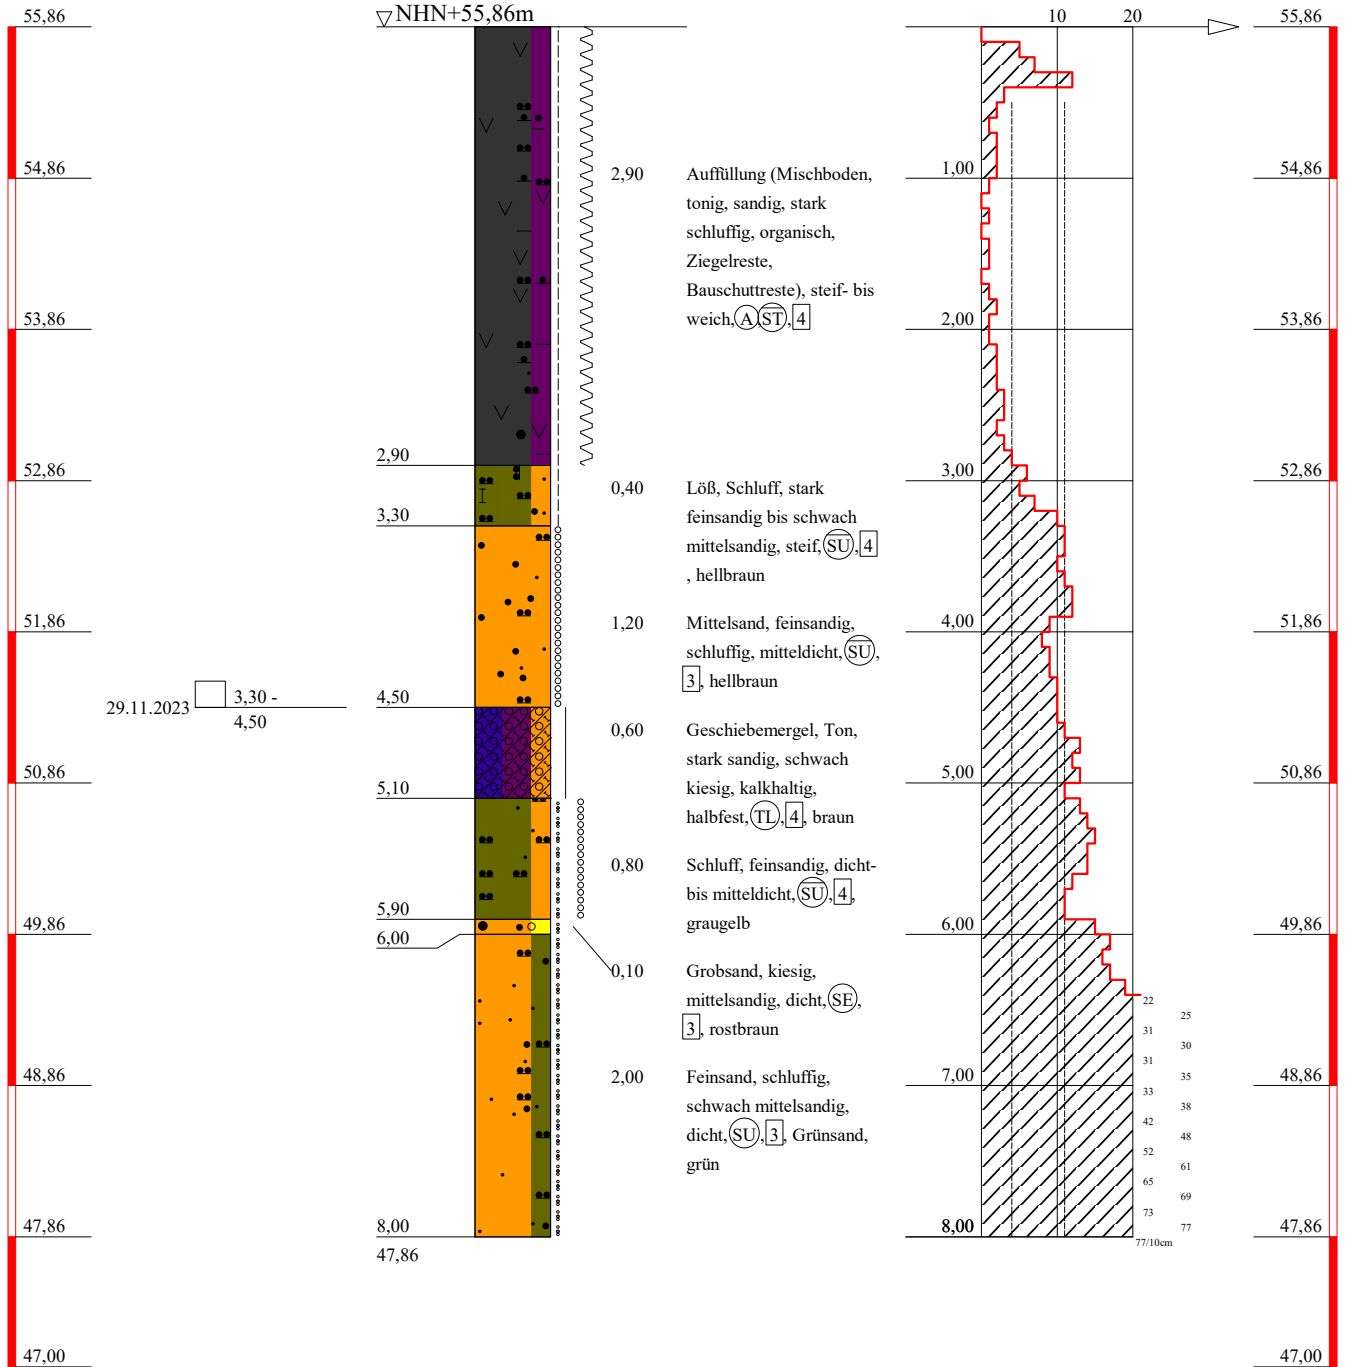 55,86
54,86
53,86
52,86
51,86
50,86
49,86
48,86
47,86
47,00
29.11.2023
3,30 -
4,50
NHN+55,86m
2,90
3,30
4,50
5,10
5,90
6,00
8,00
47,86
2,90 Auffüllung (Mischboden,
tonig, sandig, stark
schluffig, organisch,
Ziegelreste,
Bauschuttreste), steif- bis
weich, A, S̅T̅, 4
0,40 Löß, Schluff, stark
feinsandig bis schwach
mittelsandig, steif, S̅U̅, 4
, hellbraun
1,20 Mittelsand, feinsandig,
schluffig, mitteldicht, S̅U̅,
3, hellbraun
0,60 Geschiebemergel, Ton,
stark sandig, schwach
kiesig, kalkhaltig,
halbfest, TL, 4, braun
0,80 Schluff, feinsandig, dicht-
bis mitteldicht, S̅U̅, 4,
graugelb
0,10 Grobsand, kiesig,
mittelsandig, dicht, SE,
3, rostbraun
2,00 Feinsand, schluffig,
schwach mittelsandig,
dicht, SU, 3, Grünsand,
grün
10 20
1,00
2,00
3,00
4,00
5,00
6,00
7,00
8,00
22
25
31
30
31
35
33
38
42
48
52
61
65
69
73
77
77/10cm
55,86
54,86
53,86
52,86
51,86
50,86
49,86
48,86
47,86
47,00